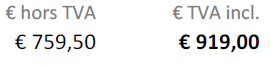 € hors TVA € TVA incl.
€ 759,50 € 919,00